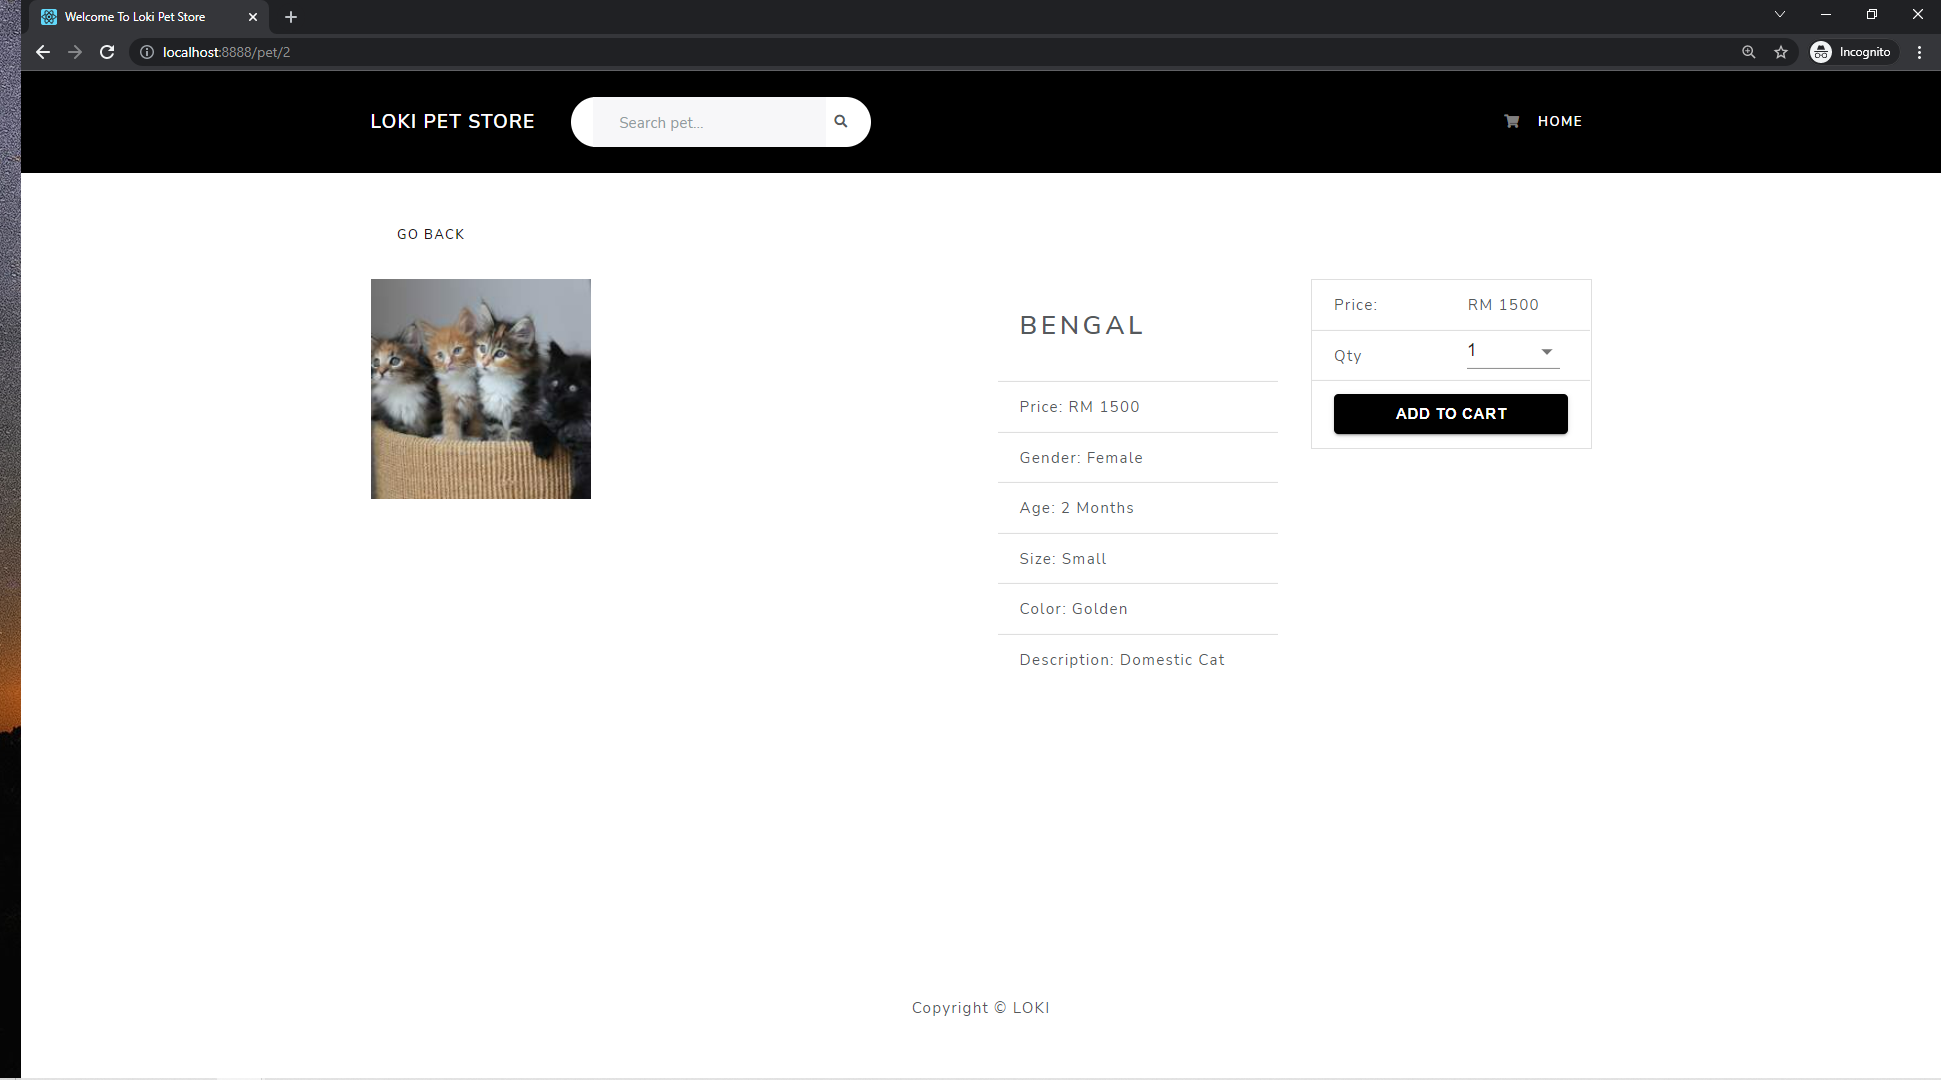 Welcome To Loki Pet Store
localhost:8888/pet/2
Incognito
LOKI PET STORE
Search pet...
HOME
GO BACK
BENGAL
Price: RM 1500
Gender: Female
Age: 2 Months
Size: Small
Color: Golden
Description: Domestic Cat
Price: RM 1500
Qty 1
ADD TO CART
Copyright © LOKI